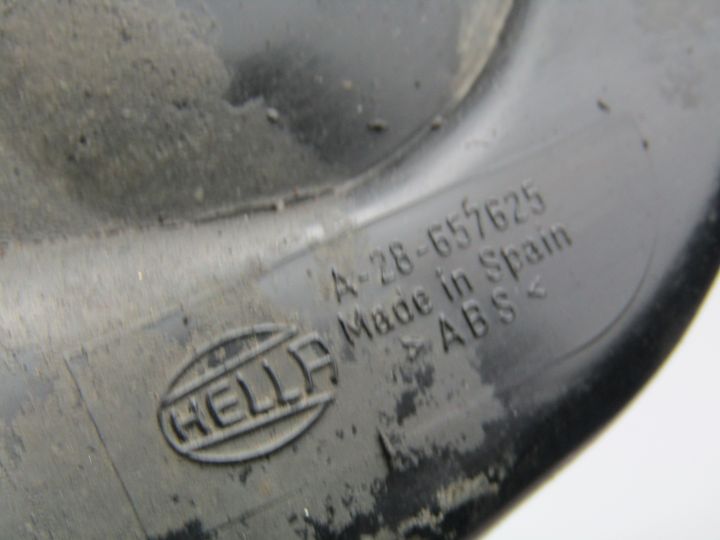 A-28-657625
Made in Spain
>ABS<
HELLA